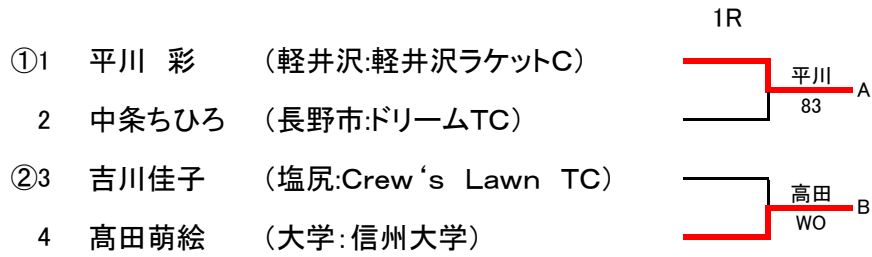 1R
①1 平川　彩 （軽井沢:軽井沢ラケットC）
平川
83
A
2 中条ちひろ （長野市:ドリームTC）
②3 吉川佳子 （塩尻:Crew‘s　Lawn　TC）
高田
WO
B
4 髙田萌絵 （大学：信州大学）